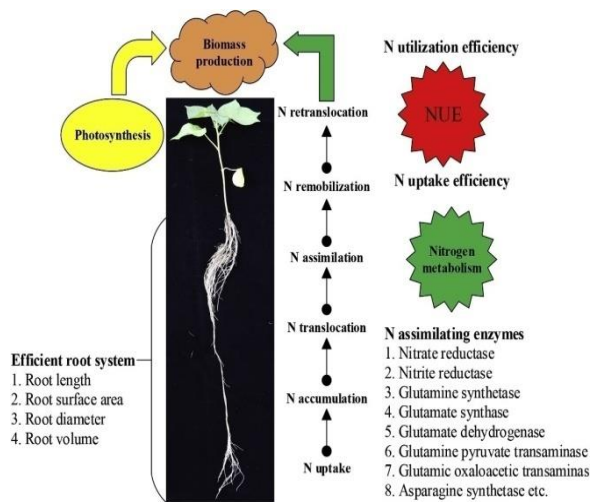 Biomass
production
Photosynthesis
N retranslocation
N remobilization
N assimilation
N translocation
N accumulation
N uptake
Efficient root system
1. Root length
2. Root surface area
3. Root diameter
4. Root volume
N utilization efficiency
NUE
N uptake efficiency
Nitrogen
metabolism
N assimilating enzymes
1. Nitrate reductase
2. Nitrite reductase
3. Glutamine synthetase
4. Glutamate synthase
5. Glutamate dehydrogenase
6. Glutamine pyruvate transaminase
7. Glutamic oxaloacetic transaminas
8. Asparagine synthetase etc.